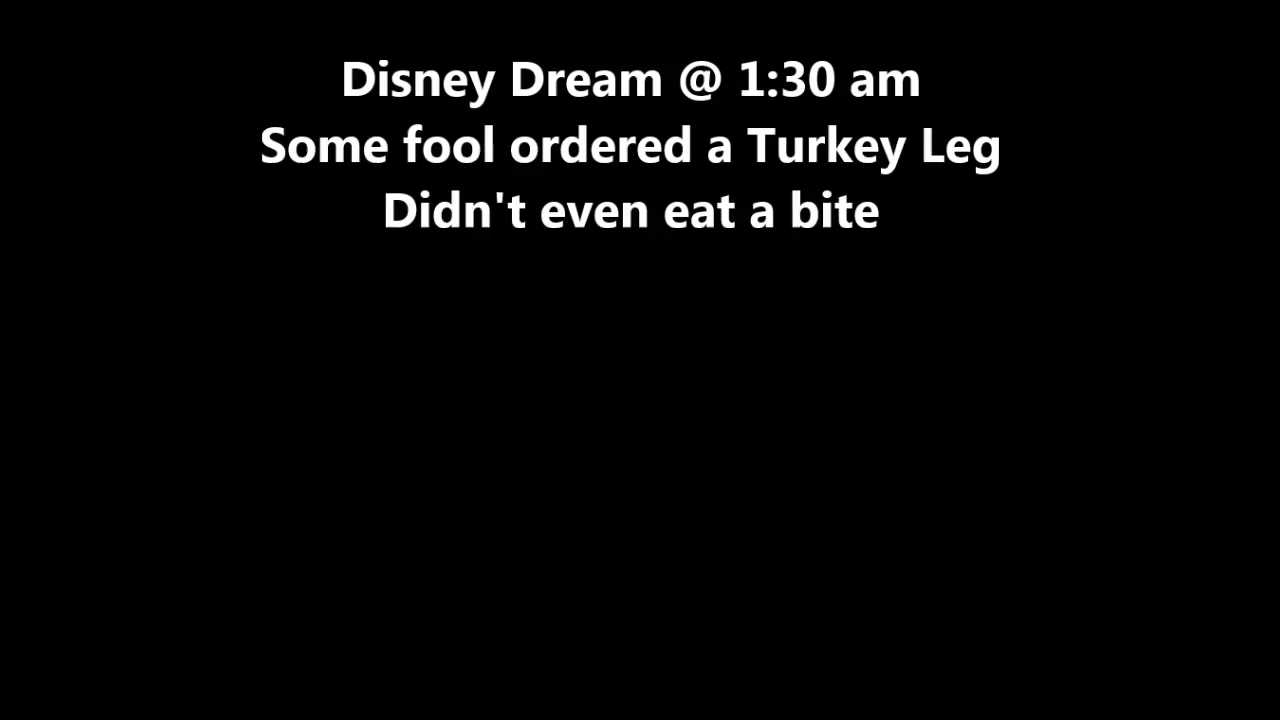 Disney Dream @ 1:30 am
Some fool ordered a Turkey Leg
Didn't even eat a bite